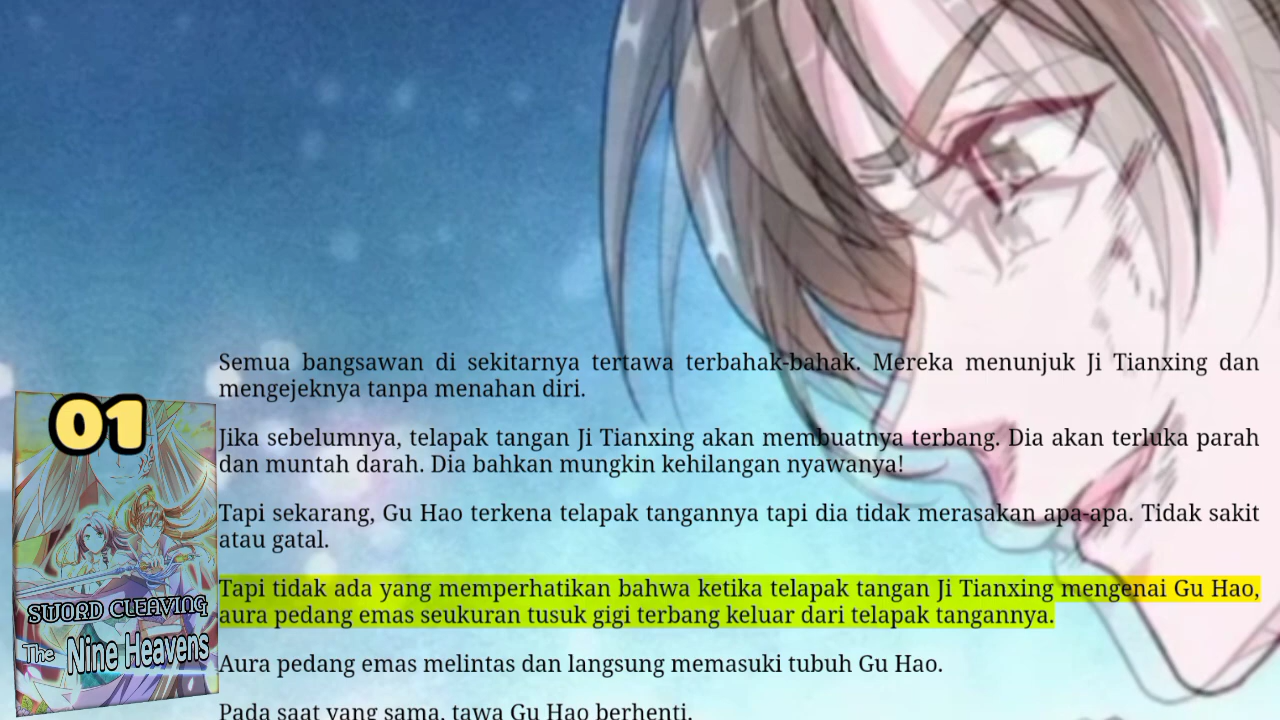 Semua bangsawan di sekitarnya tertawa terbahak-bahak. Mereka menunjuk Ji Tianxing dan
mengejeknya tanpa menahan diri.
Jika sebelumnya, telapak tangan Ji Tianxing akan membuatnya terbang. Dia akan terluka parah
dan muntah darah. Dia bahkan mungkin kehilangan nyawanya!
Tapi sekarang, Gu Hao terkena telapak tangannya tapi dia tidak merasakan apa-apa. Tidak sakit
atau gatal.
Tapi tidak ada yang memperhatikan bahwa ketika telapak tangan Ji Tianxing mengenai Gu Hao,
aura pedang emas seukuran tusuk gigi terbang keluar dari telapak tangannya.
Aura pedang emas melintas dan langsung memasuki tubuh Gu Hao.
Pada saat yang sama, tawa Gu Hao berhenti.
01
SWORD CLEAVING
The Nine Heavens